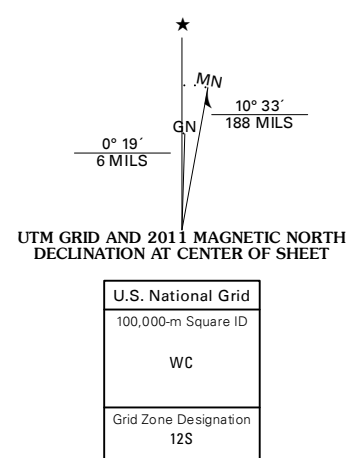 ★
MN
10° 33´
188 MILS
GN
0° 19´
6 MILS
UTM GRID AND 2011 MAGNETIC NORTH
DECLINATION AT CENTER OF SHEET
U.S. National Grid
100,000-m Square ID
WC
Grid Zone Designation
12S